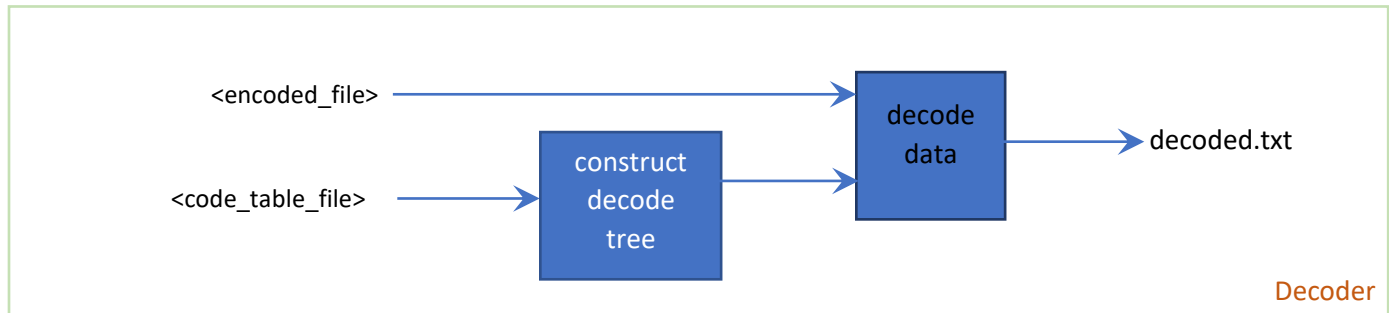 <encoded_file>
decode
data
decoded.txt
construct
decode
tree
<code_table_file>
Decoder